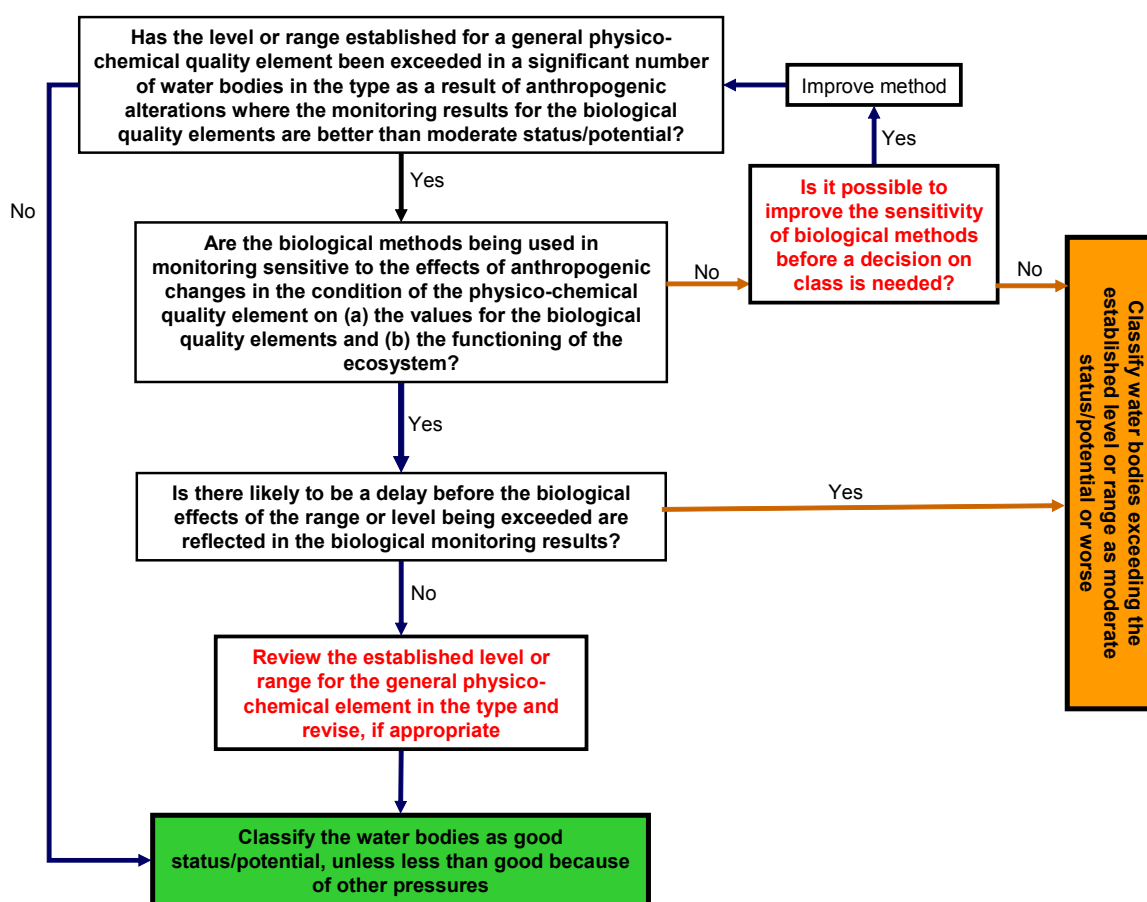 Has the level or range established for a general physico-
chemical quality element been exceeded in a significant number
of water bodies in the type as a result of anthropogenic
alterations where the monitoring results for the biological
quality elements are better than moderate status/potential?
Improve method
Yes
No
Yes
Is it possible to
improve the sensitivity
of biological methods
before a decision on
class is needed?
Are the biological methods being used in
monitoring sensitive to the effects of anthropogenic
changes in the condition of the physico-chemical
quality element on (a) the values for the biological
quality elements and (b) the functioning of the
ecosystem?
No
No
Classify water bodies exceeding the
established level or range as moderate
status/potential or worse
Yes
Is there likely to be a delay before the biological
effects of the range or level being exceeded are
reflected in the biological monitoring results?
Yes
No
Review the established level or
range for the general physico-
chemical element in the type and
revise, if appropriate
Classify the water bodies as good
status/potential, unless less than good because
of other pressures